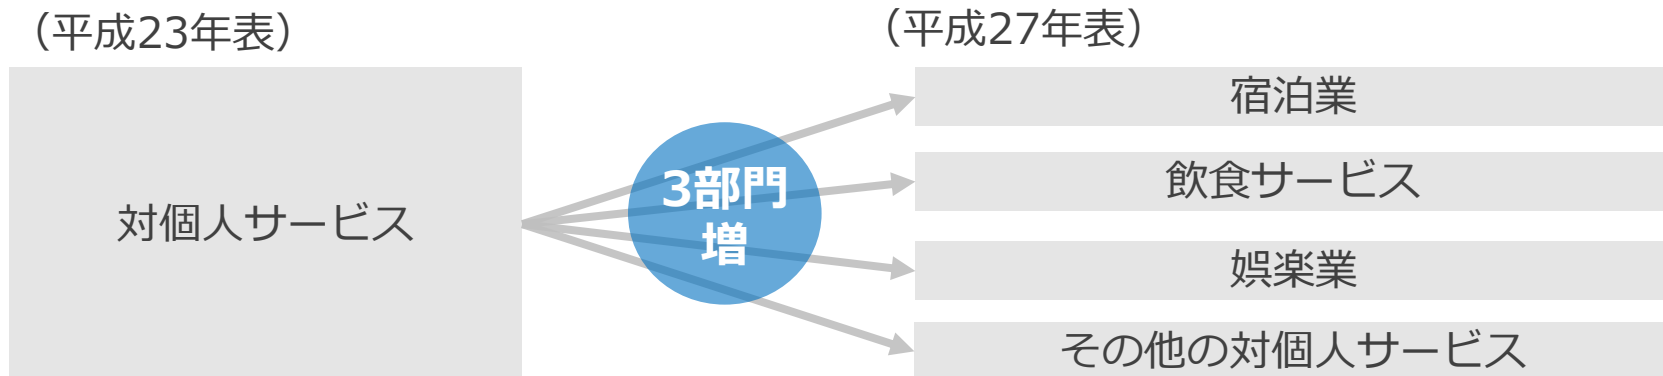 （平成23年表）
（平成27年表）
対個人サービス
3部門
増
宿泊業
飲食サービス
娯楽業
その他の対個人サービス